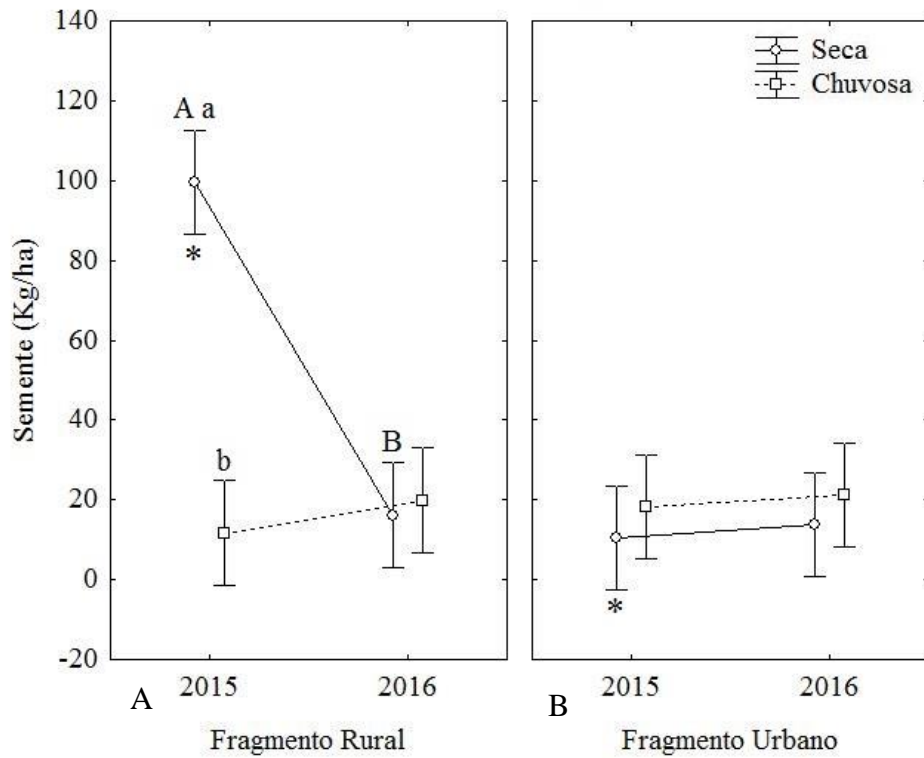 Semente (Kg/ha)
140
120
100
80
60
40
20
0
-20
A a
*
b
B
A
2015
2016
Fragmento Rural
Seca
Chuvosa
*
B
2015
2016
Fragmento Urbano